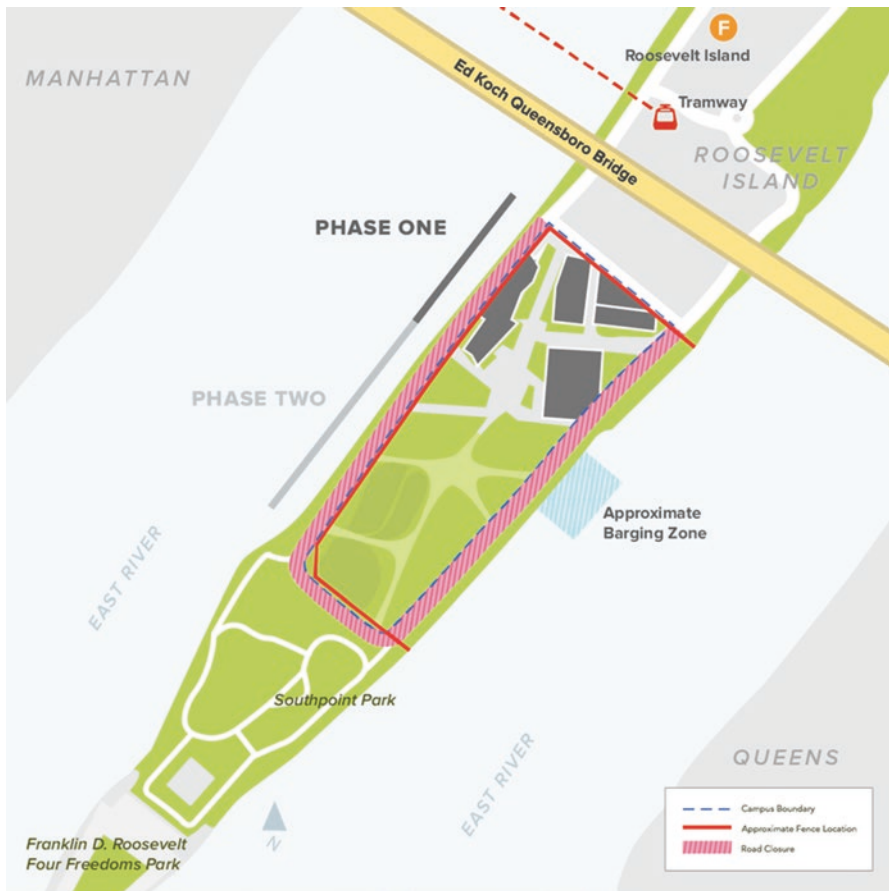 F
Roosevelt Island
MANHATTAN
Tramway
Ed Koch Queensboro Bridge
ROOSEVELT
ISLAND
PHASE ONE
PHASE TWO
Approximate
Barging Zone
EAST RIVER
Southpoint Park
EAST RIVER
QUEENS
N
Franklin D. Roosevelt
Four Freedoms Park
Campus Boundary
Approximate Fence Location
Road Closure